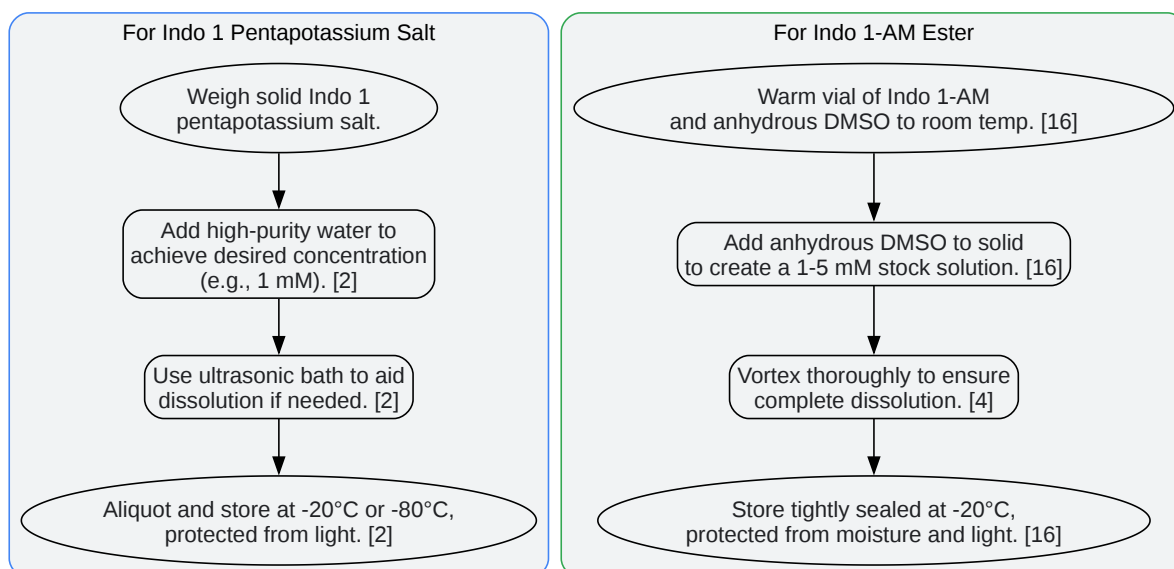 For Indo 1 Pentapotassium Salt
Weigh solid Indo 1
pentapotassium salt.
Add high-purity water to
achieve desired concentration
(e.g., 1 mM). [2]
Use ultrasonic bath to aid
dissolution if needed. [2]
Aliquot and store at -20°C or -80°C,
protected from light. [2]
For Indo 1-AM Ester
Warm vial of Indo 1-AM
and anhydrous DMSO to room temp. [16]
Add anhydrous DMSO to solid
to create a 1-5 mM stock solution. [16]
Vortex thoroughly to ensure
complete dissolution. [4]
Store tightly sealed at -20°C,
protected from moisture and light. [16]